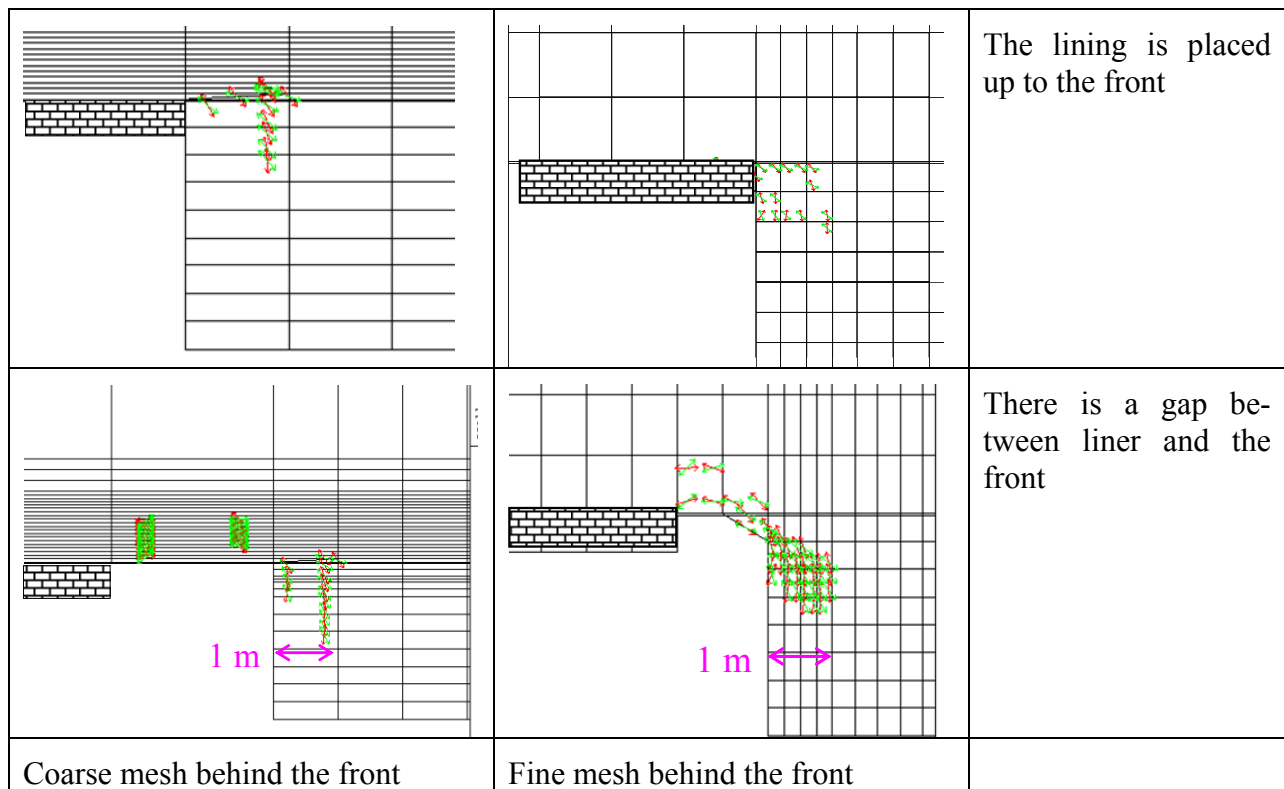 The lining is placed
up to the front
There is a gap be-
tween liner and the
front
1 m
1 m
Coarse mesh behind the front
Fine mesh behind the front